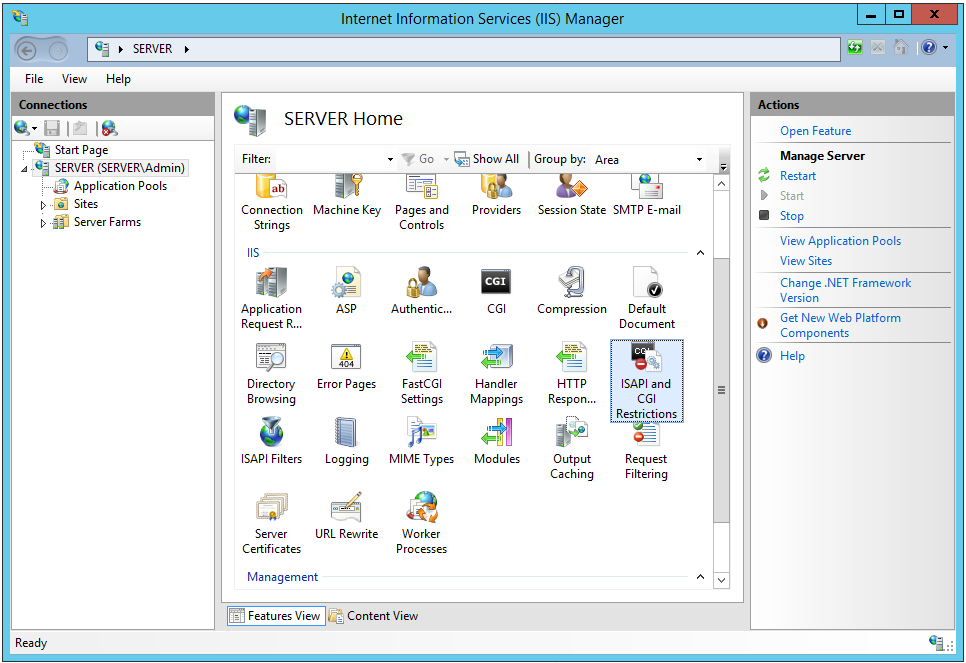 Internet Information Services (IIS) Manager
SERVER
File View Help
Connections
Start Page
SERVER (SERVER\Admin)
Application Pools
Sites
Server Farms
SERVER Home
Filter: Go Show All Group by: Area
Connection Strings
Machine Key
Pages and Controls
Providers
Session State
SMTP E-mail
ab
IIS
Application Request R...
ASP
Authentic...
CGI
CGI
Compression
Default Document
Directory Browsing
404
Error Pages
FastCGI Settings
Handler Mappings
HTTP Respon...
ISAPI and CGI Restrictions
ISAPI Filters
Logging
MIME Types
Modules
Output Caching
Request Filtering
Server Certificates
URL Rewrite
Worker Processes
Management
Features View Content View
Actions
Open Feature
Manage Server
Restart
Start
Stop
View Application Pools
View Sites
Change .NET Framework
Version
Get New Web Platform
Components
Help
Ready